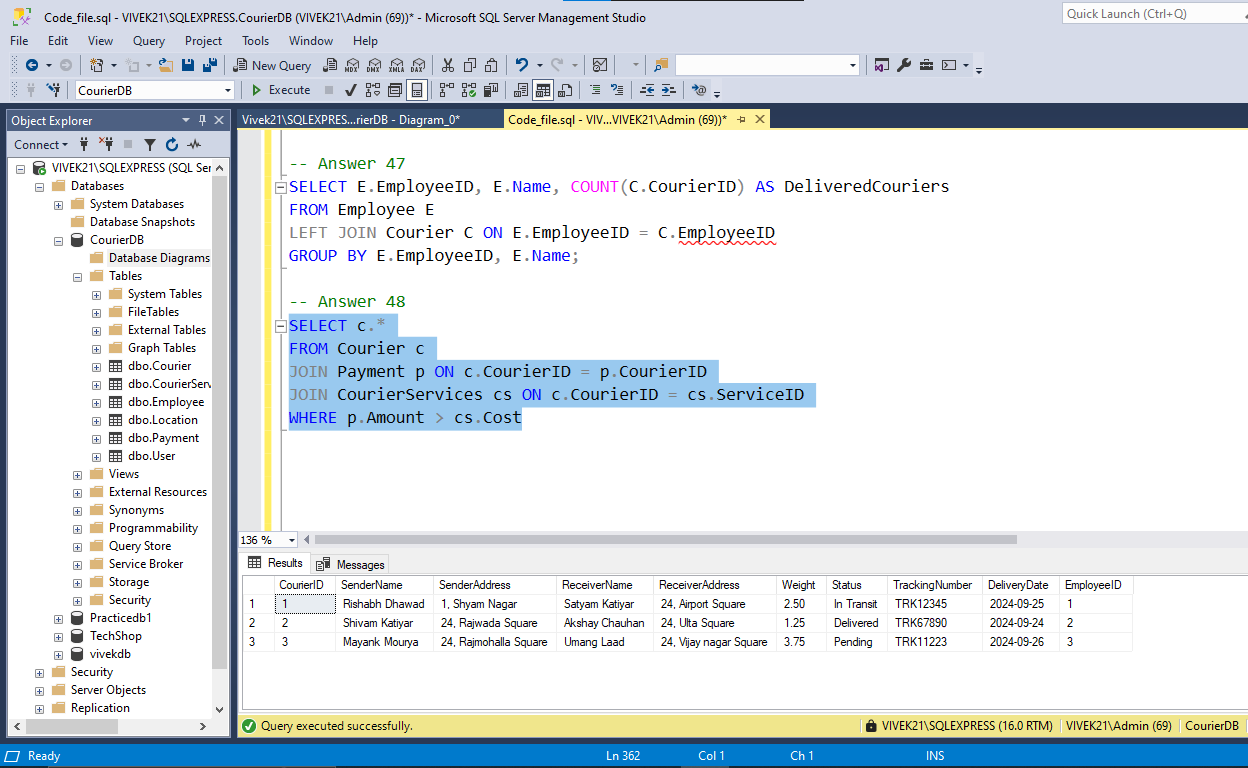 Code_file.sql - VIVEK21\SQLEXPRESS.CourierDB (VIVEK21\Admin (69))* - Microsoft SQL Server Management Studio
Quick Launch (Ctrl+Q)
File Edit View Query Project Tools Window Help
New Query MDX DMX XMLA DAX
CourierDB Execute
Object Explorer
Vivek21\SQLEXPRES...rierDB - Diagram_0*
Code_file.sql - VIV...VIVEK21\Admin (69))*
Connect
VIVEK21\SQLEXPRESS (SQL Ser
Databases
System Databases
Database Snapshots
CourierDB
Database Diagrams
Tables
System Tables
FileTables
External Tables
Graph Tables
dbo.Courier
dbo.CourierServ
dbo.Employee
dbo.Location
dbo.Payment
dbo.User
Views
External Resources
Synonyms
Programmability
Query Store
Service Broker
Storage
Security
Practicedb1
TechShop
vivekdb
Security
Server Objects
Replication
-- Answer 47
SELECT E.EmployeeID, E.Name, COUNT(C.CourierID) AS DeliveredCouriers
FROM Employee E
LEFT JOIN Courier C ON E.EmployeeID = C.EmployeeID
GROUP BY E.EmployeeID, E.Name;
-- Answer 48
SELECT c.*
FROM Courier c
JOIN Payment p ON c.CourierID = p.CourierID
JOIN CourierServices cs ON c.CourierID = cs.ServiceID
WHERE p.Amount > cs.Cost
136 %
Results Messages
CourierID SenderName SenderAddress ReceiverName ReceiverAddress Weight Status TrackingNumber DeliveryDate EmployeeID
1 1 Rishabh Dhawad 1, Shyam Nagar Satyam Katiyar 24, Airport Square 2.50 In Transit TRK12345 2024-09-25 1
2 2 Shivam Katiyar 24, Rajwada Square Akshay Chauhan 24, Ulta Square 1.25 Delivered TRK67890 2024-09-24 2
3 3 Mayank Mourya 24, Rajmohalla Square Umang Laad 24, Vijay nagar Square 3.75 Pending TRK11223 2024-09-26 3
Query executed successfully. VIVEK21\SQLEXPRESS (16.0 RTM) VIVEK21\Admin (69) CourierDB
Ready Ln 362 Col 1 Ch 1 INS